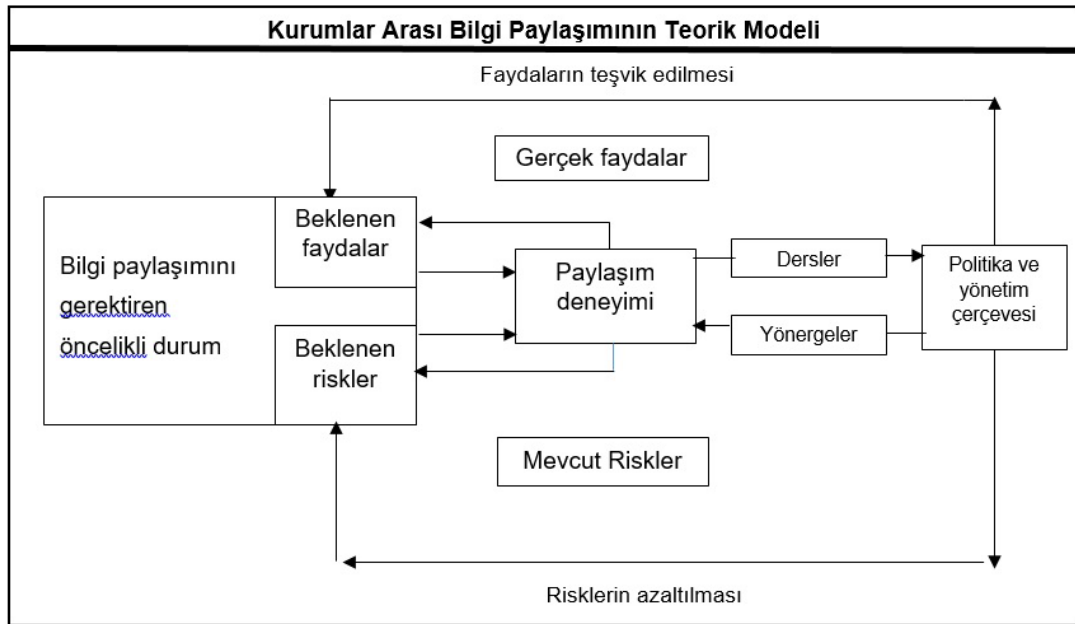 Kurumlar Arası Bilgi Paylaşımının Teorik Modeli
Faydaların teşvik edilmesi
Gerçek faydalar
Beklenen
faydalar
Bilgi paylaşımını
gerektiren
öncelikli durum
Beklenen
riskler
Paylaşım
deneyimi
Dersler
Yönergeler
Politika ve
yönetim
çerçevesi
Mevcut Riskler
Risklerin azaltılması